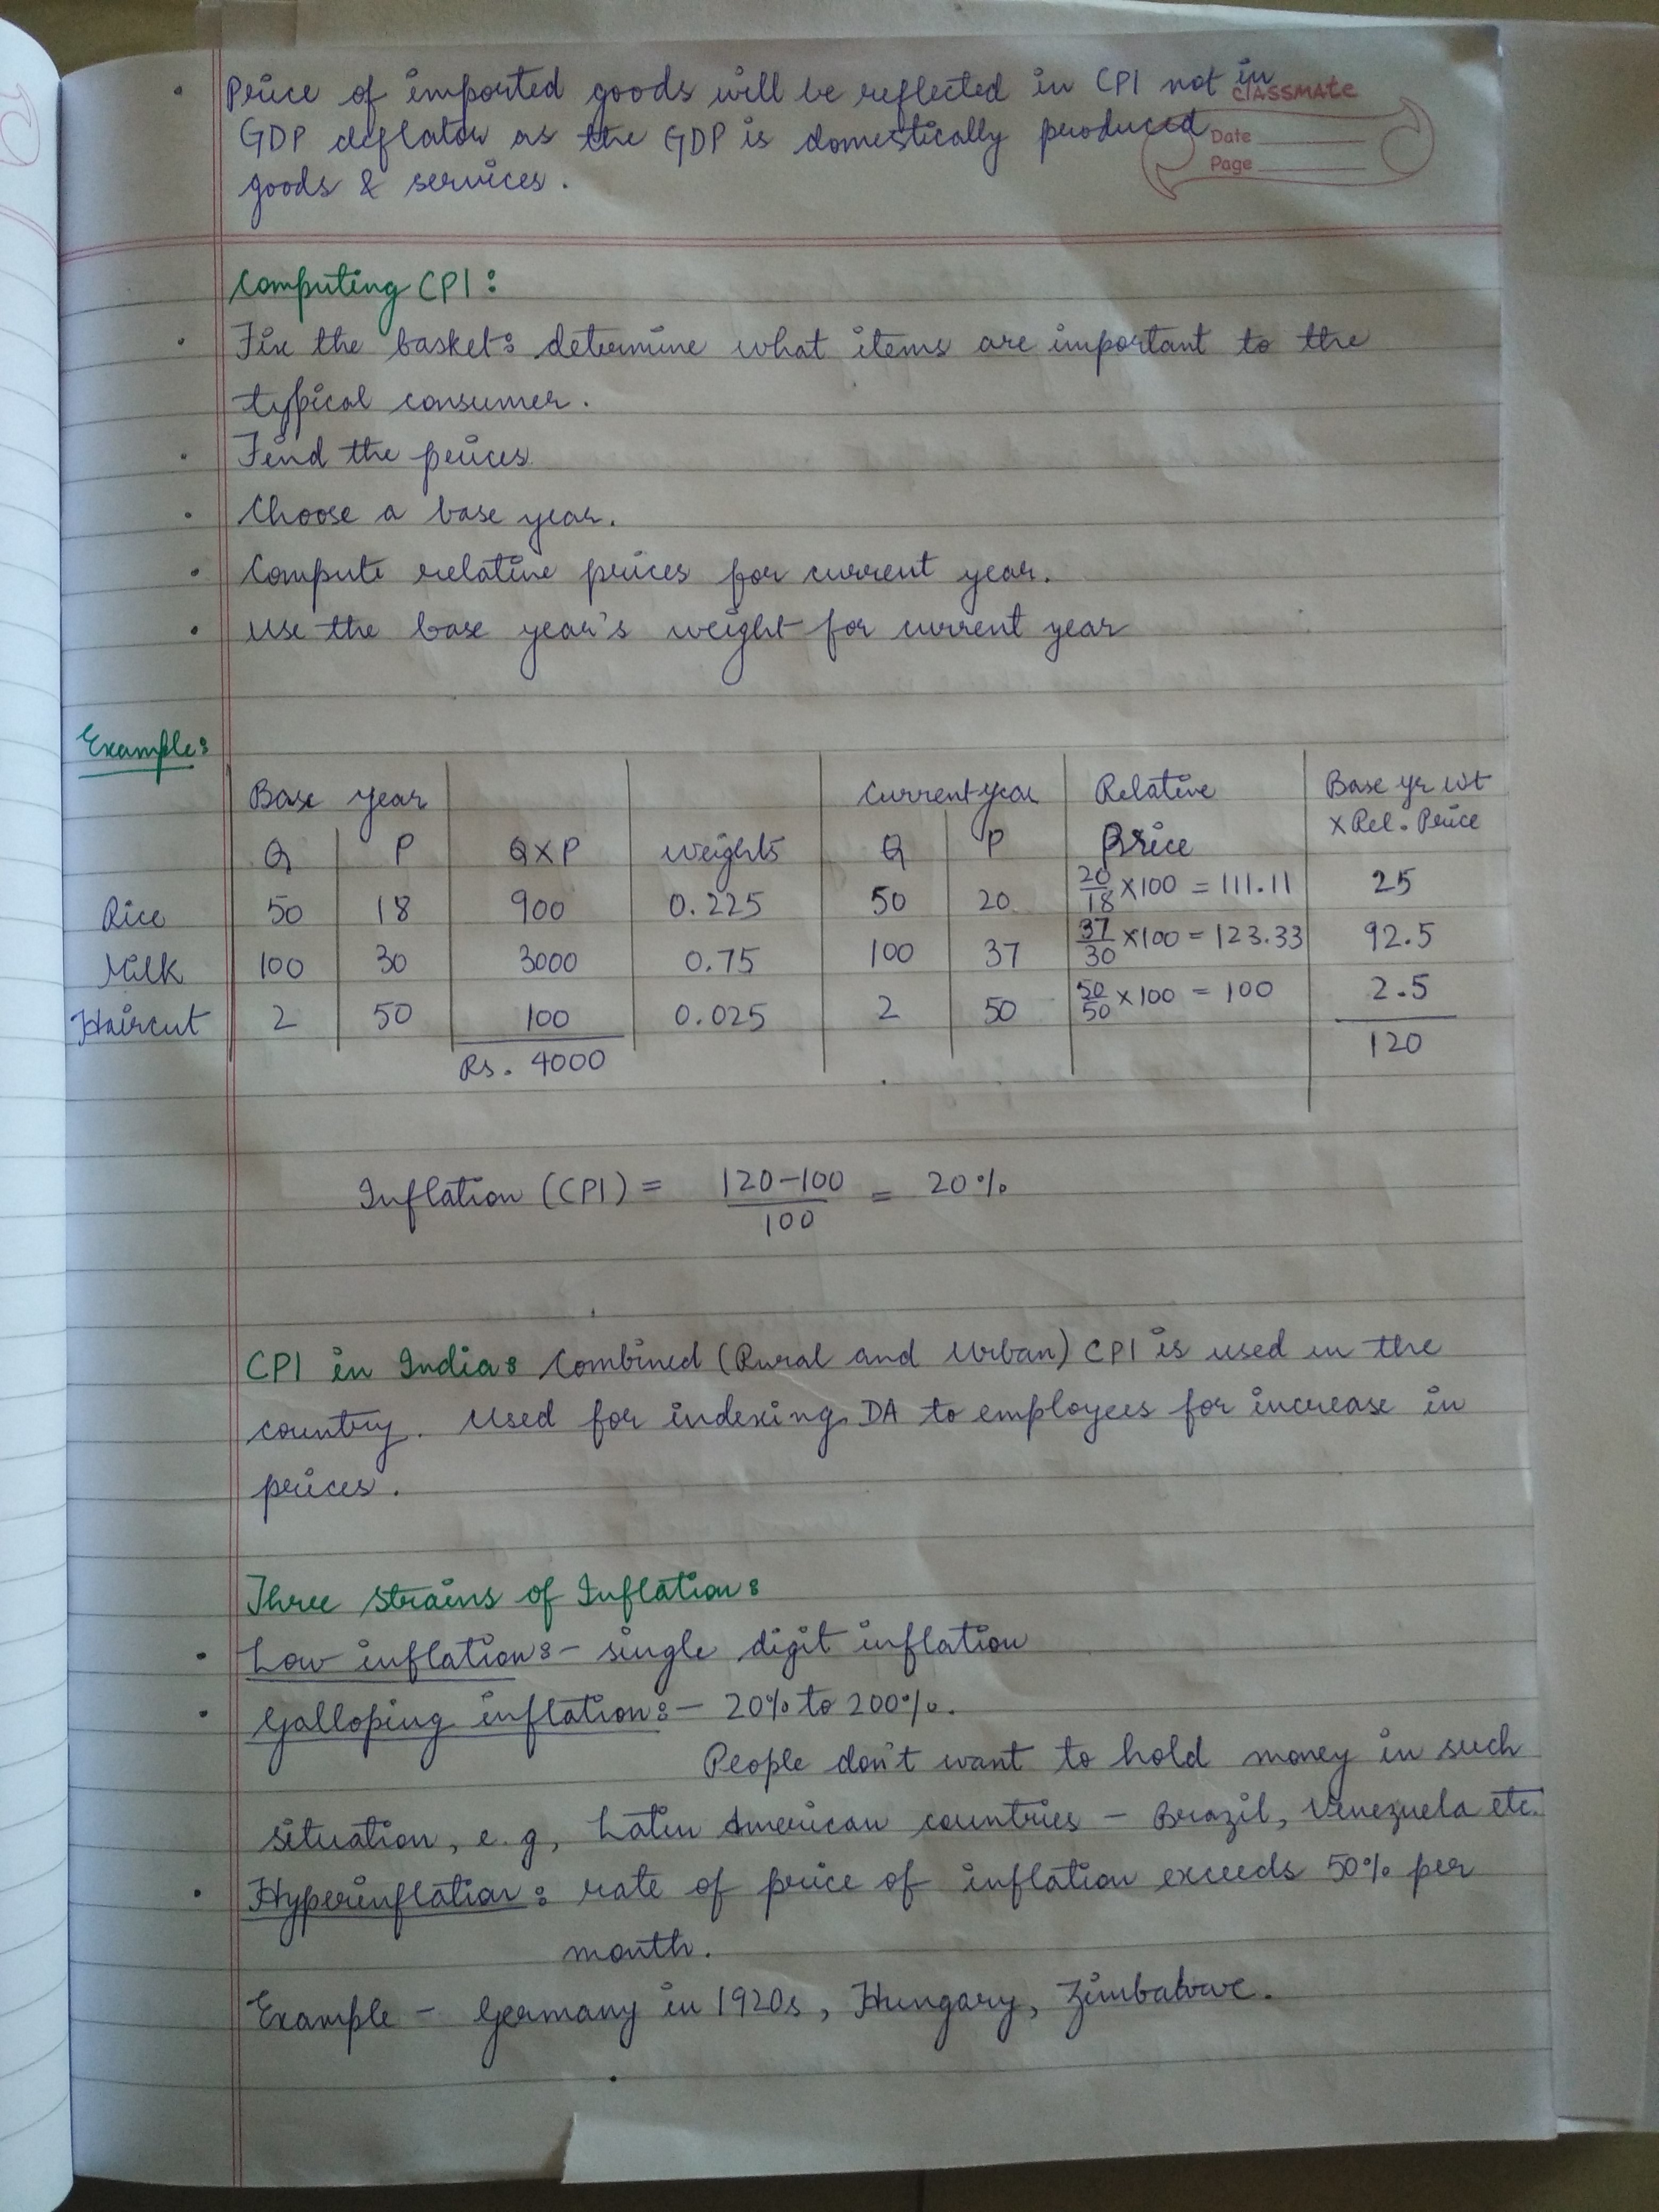 Price of imported goods will be reflected in CPI not in
CLASSMATE
GDP deflator as the GDP is domestically produced
Date
goods & services.
Page
Computing CPI:
Fix the basket: determine what items are important to the
typical consumer.
Find the prices
Choose a base year.
Compute relative prices for current year.
Use the base year's weight for current year
Example:
Base year Current year Relative Base yr wt
Q P Q×P weights Q P Price × Rel. Price
Rice 50 18 900 0.225 50 20 20/18 ×100 = 111.11 25
Milk 100 30 3000 0.75 100 37 37/30 ×100 = 123.33 92.5
Haircut 2 50 100 0.025 2 50 50/50 ×100 = 100 2.5
Rs. 4000 120
Inflation (CPI) = 120-100/100 = 20%
CPI in India: Combined (Rural and Urban) CPI is used in the
country. Used for indexing DA to employees for increase in
prices.
Three strains of Inflation:
Low inflation:- single digit inflation
Galloping inflation:- 20% to 200%.
People don't want to hold money in such
situation, e.g, Latin American countries - Brazil, Venezuela etc.
Hyperinflation: rate of price of inflation exceeds 50% per
month.
Example - Germany in 1920s, Hungary, Zimbabwe.